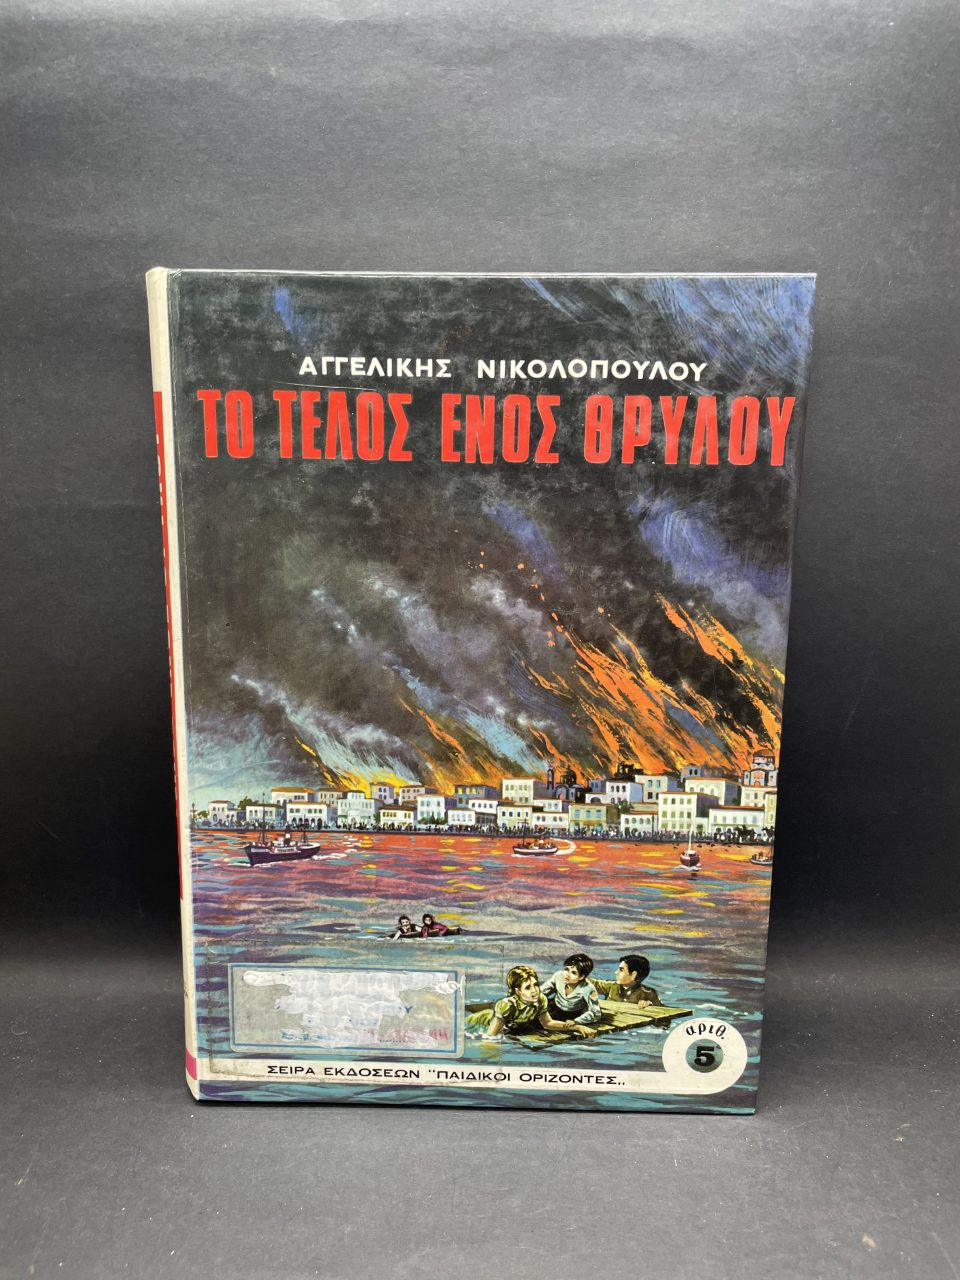 ΑΓΓΕΛΙΚΗΣ ΝΙΚΟΛΟΠΟΥΛΟΥ
ΤΟ ΤΕΛΟΣ ΕΝΟΣ ΘΡΥΛΟΥ
αριθ.
5
ΣΕΙΡΑ ΕΚΔΟΣΕΩΝ "ΠΑΙΔΙΚΟΙ ΟΡΙΖΟΝΤΕΣ,,